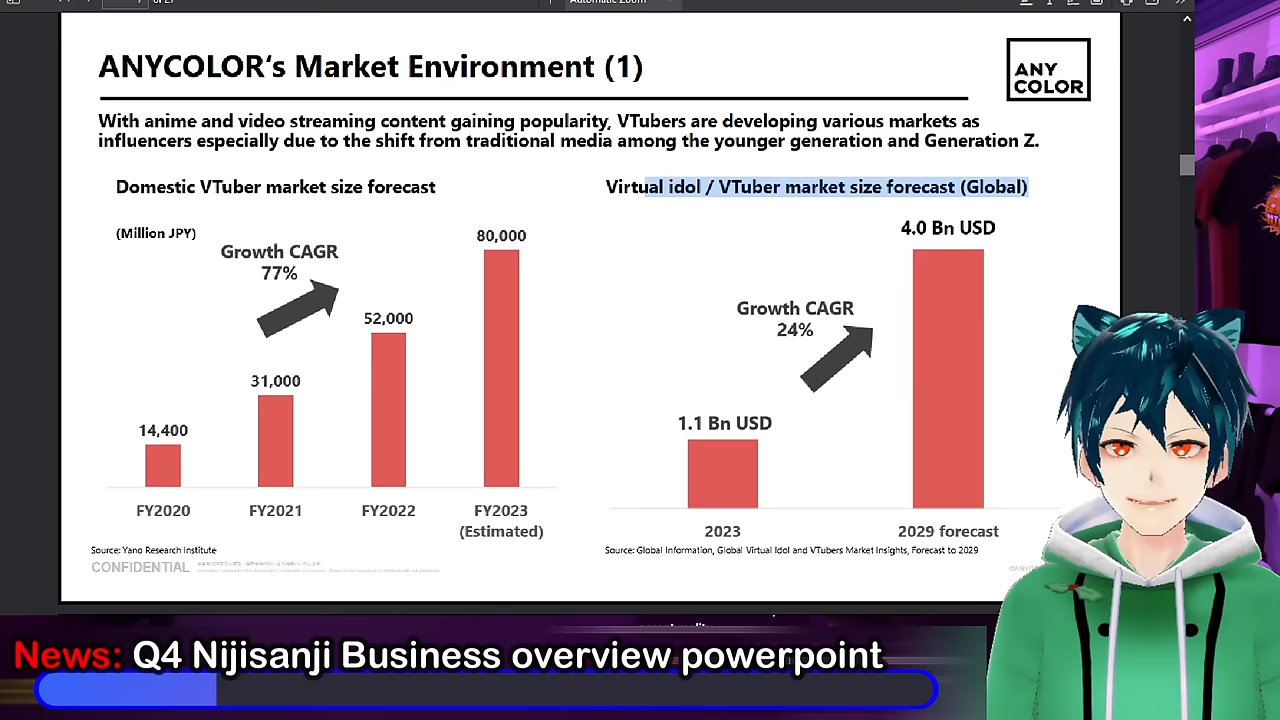 Automatic Zoom
ANYCOLOR's Market Environment (1)
ANY
COLOR
With anime and video streaming content gaining popularity, VTubers are developing various markets as
influencers especially due to the shift from traditional media among the younger generation and Generation Z.
Domestic VTuber market size forecast
(Million JPY)
Growth CAGR
77%
14,400
31,000
52,000
80,000
FY2020
FY2021
FY2022
FY2023
(Estimated)
Source: Yano Research Institute
CONFIDENTIAL
Virtual idol / VTuber market size forecast (Global)
4.0 Bn USD
Growth CAGR
24%
1.1 Bn USD
2023
2029 forecast
Source: Global Information, Global Virtual Idol and VTubers Market Insights, Forecast to 2029
News: Q4 Nijisanji Business overview powerpoint